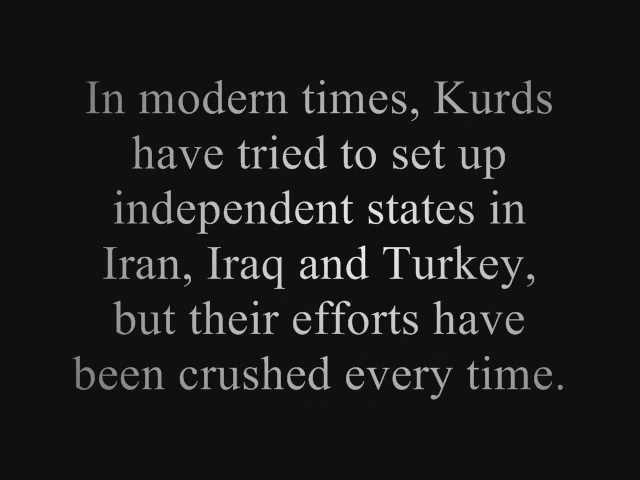 In modern times, Kurds
have tried to set up
independent states in
Iran, Iraq and Turkey,
but their efforts have
been crushed every time.